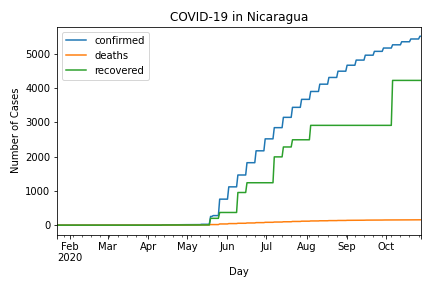 COVID-19 in Nicaragua
confirmed
deaths
recovered
Number of Cases
5000
4000
3000
2000
1000
0
Feb Mar Apr May Jun Jul Aug Sep Oct
2020
Day